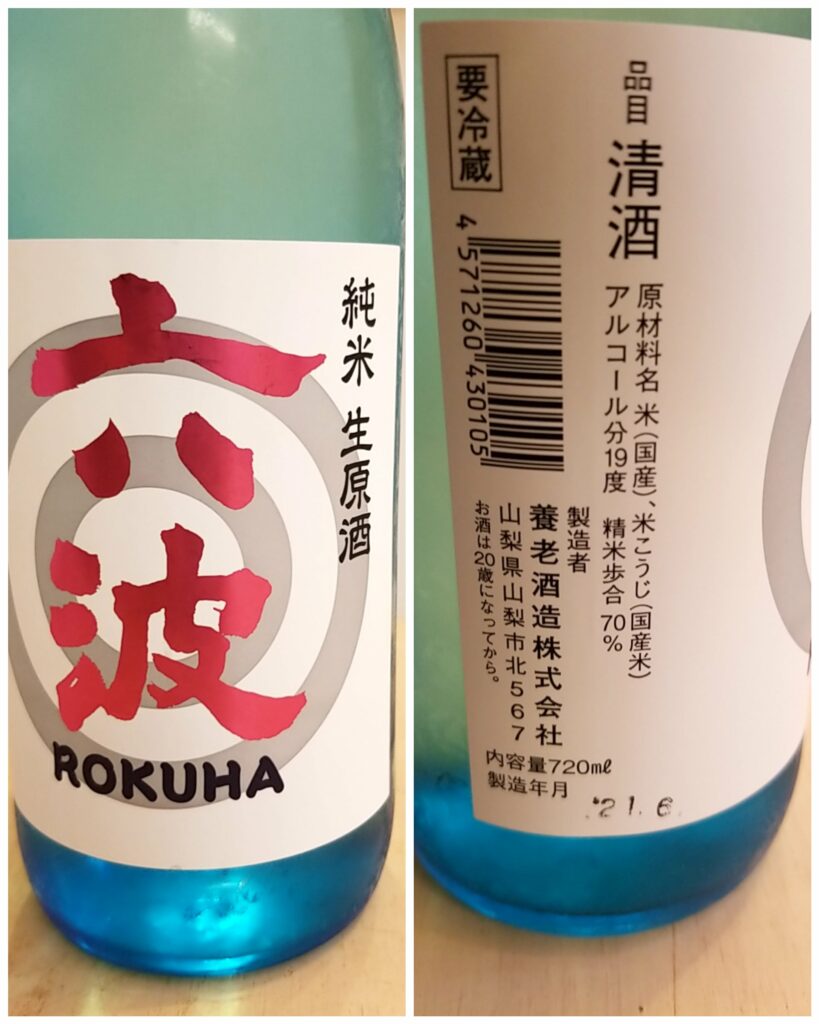 純米 生原酒
六波
ROKUHA
品目 清酒
原材料名 米(国産)、米こうじ(国産米)
アルコール分19度 精米歩合 70%
製造者
養老酒造株式会社
山梨県山梨市北567
お酒は20歳になってから。
要冷蔵
4 571260 430105
内容量720ml
製造年月
'21.6.